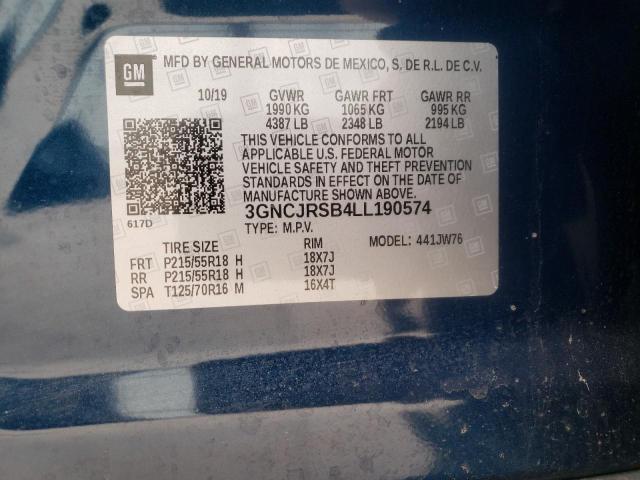 GM
MFD BY GENERAL MOTORS DE MEXICO, S. DE R.L. DE C.V.
10/19 GVWR GAWR FRT GAWR RR
1990 KG 1065 KG 995 KG
4387 LB 2348 LB 2194 LB
THIS VEHICLE CONFORMS TO ALL
APPLICABLE U.S. FEDERAL MOTOR
VEHICLE SAFETY AND THEFT PREVENTION
STANDARDS IN EFFECT ON THE DATE OF
MANUFACTURE SHOWN ABOVE.
617D 3GNCJRSB4LL190574
TYPE: M.P.V.
TIRE SIZE RIM MODEL: 441JW76
FRT P215/55R18 H 18X7J
RR P215/55R18 H 18X7J
SPA T125/70R16 M 16X4T